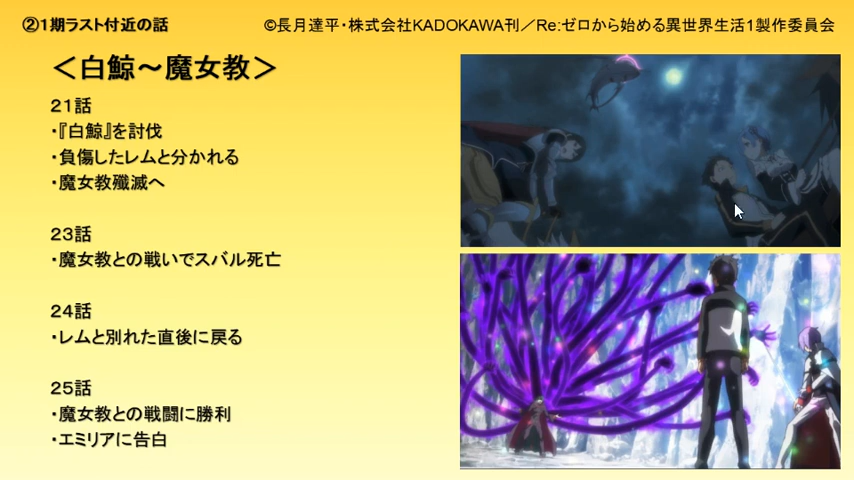 ②1期ラスト付近の話
©長月達平・株式会社KADOKAWA刊／Re:ゼロから始める異世界生活1製作委員会
＜白鯨～魔女教＞
21話
・『白鯨』を討伐
・負傷したレムと分かれる
・魔女教殲滅へ
23話
・魔女教との戦いでスバル死亡
24話
・レムと別れた直後に戻る
25話
・魔女教との戦闘に勝利
・エミリアに告白